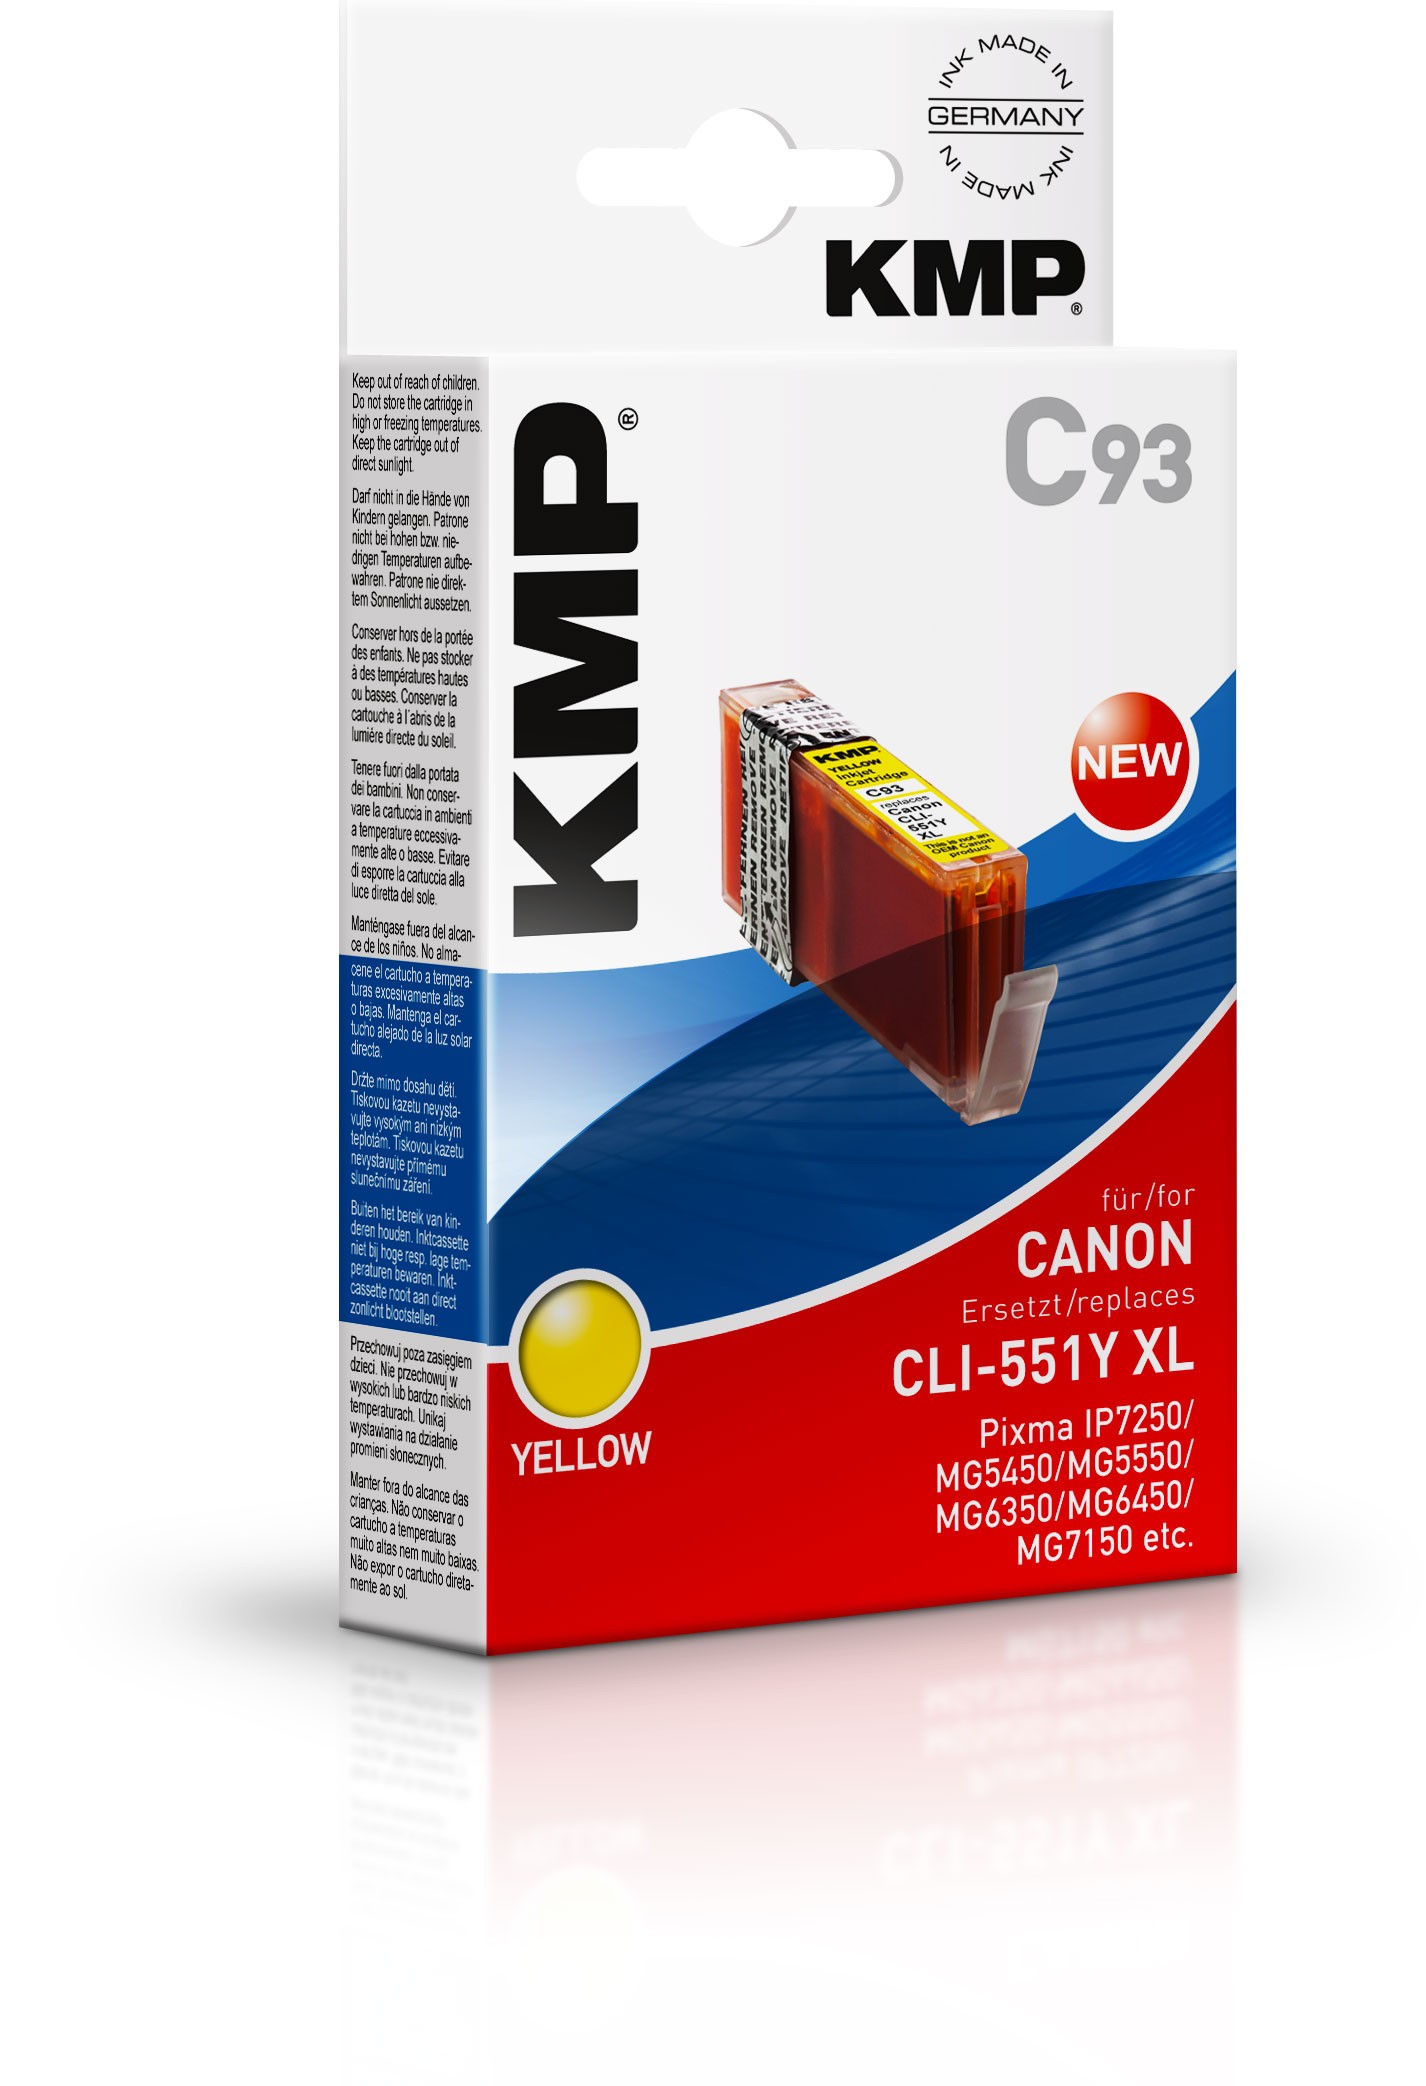 INK MADE IN
GERMANY
INK MADE IN
KMP®
C93
KMP®
NEW
KMP
YELLOW
Inkjet
Cartridge
C93
replaces
Canon
CLI-
551Y
XL
This is not an
OEM Canon
product
für/for
CANON
Ersetzt/replaces
CLI-551Y XL
Pixma IP7250/
MG5450/MG5550/
MG6350/MG6450/
MG7150 etc.
YELLOW
Keep out of reach of children.
Do not store the cartridge in
high or freezing temperatures.
Keep the cartridge out of
direct sunlight.
Darf nicht in die Hände von
Kindern gelangen. Patrone
nicht bei hohen bzw. nie-
drigen Temperaturen aufbe-
wahren. Patrone nie direk-
tem Sonnenlicht aussetzen.
Conserver hors de la portée
des enfants. Ne pas stocker
à des températures hautes
ou basses. Conserver la
cartouche à l´abris de la
lumière directe du soleil.
Tenere fuori dalla portata
dei bambini. Non conser-
vare la cartuccia in ambienti
a temperature eccessiva-
mente alte o basse. Evitare
di esporre la cartuccia alla
luce diretta del sole.
Manténgase fuera del alcan-
ce de los niños. No alma-
cene el cartucho a tempera-
turas excesivamente altas
o bajas. Mantenga el car-
tucho alejado de la luz solar
directa.
Držte mimo dosahu dětí.
Tiskovou kazetu nevysta-
vujte vysokým ani nízkým
teplotám. Tiskovou kazetu
nevystavujte přímému
slunečnímu záření.
Buiten het bereik van kin-
deren houden. Inktcassette
niet bij hoge resp. lage tem-
peraturen bewaren. Inkt-
cassette nooit aan direct
zonlicht blootstellen.
Przechowuj poza zasięgiem
dzieci. Nie przechowuj w
wysokich lub bardzo niskich
temperaturach. Unikaj
wystawiania na działanie
promieni słonecznych.
Manter fora do alcance das
crianças. Não conservar o
cartucho a temperaturas
muito altas nem muito baixas.
Não expor o cartucho direta-
mente ao sol.